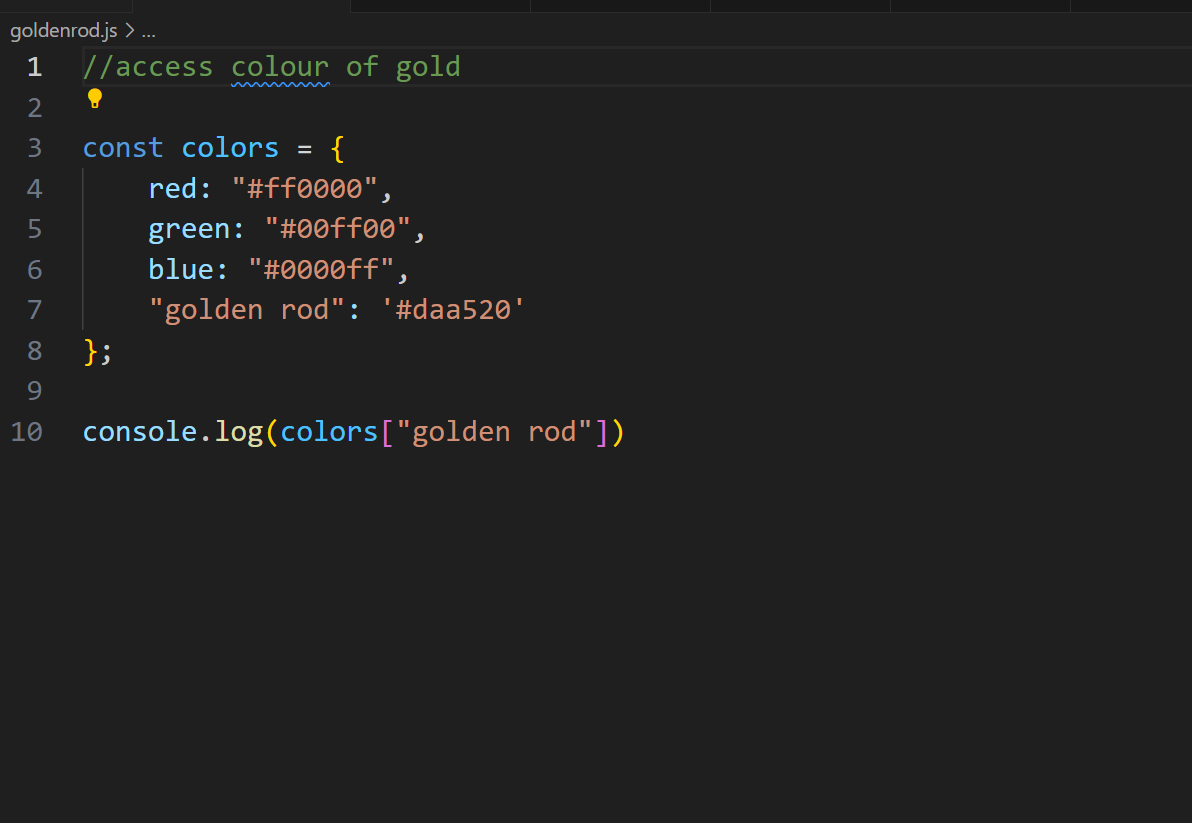 goldenrod.js > ...
1 //access colour of gold
2
3 const colors = {
4     red: "#ff0000",
5     green: "#00ff00",
6     blue: "#0000ff",
7     "golden rod": '#daa520'
8 };
9
10 console.log(colors["golden rod"])